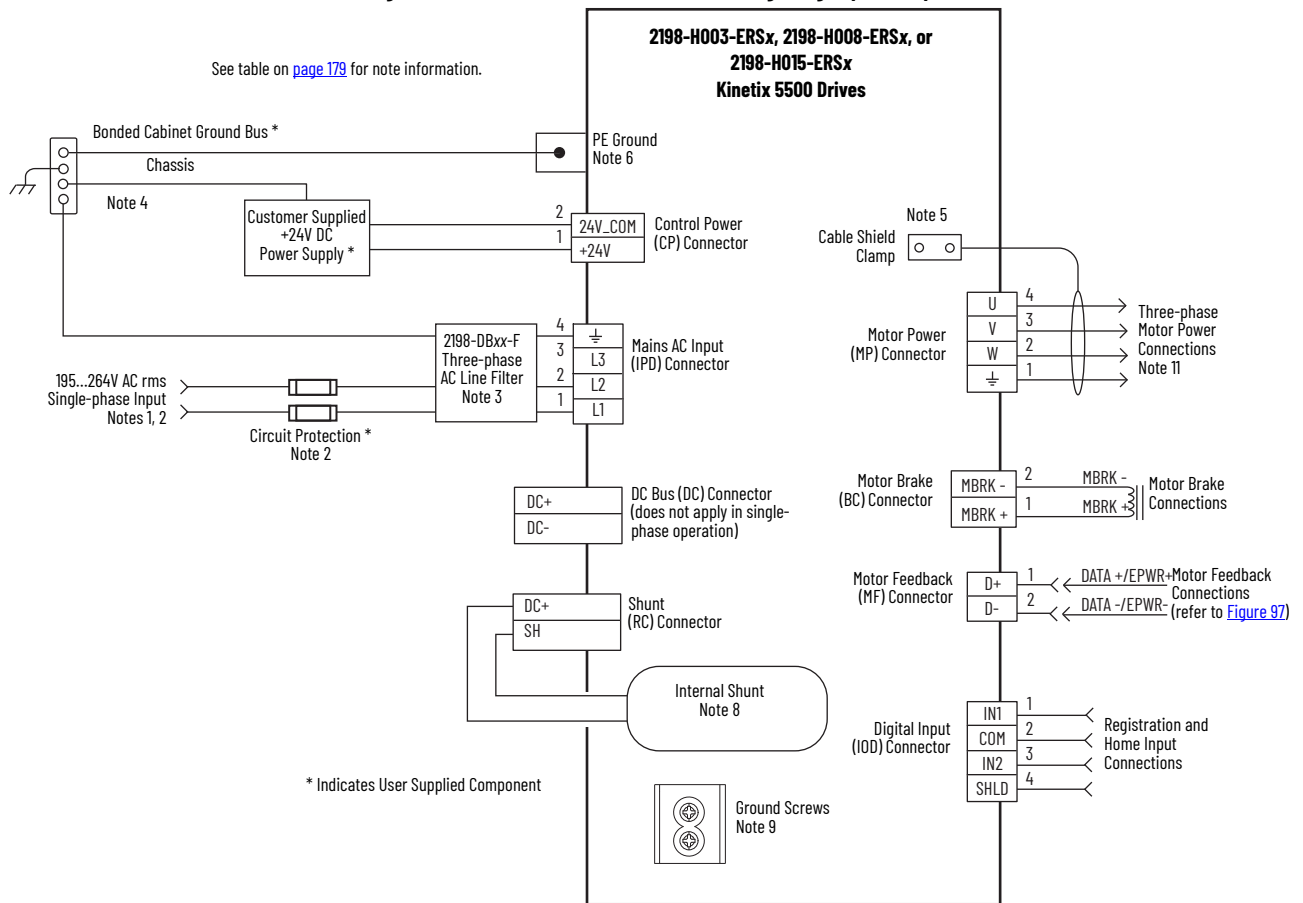 2198-H003-ERSx, 2198-H008-ERSx, or
2198-H015-ERSx
Kinetix 5500 Drives
See table on page 179 for note information.
Bonded Cabinet Ground Bus *
Chassis
Note 4
PE Ground
Note 6
Customer Supplied
+24V DC
Power Supply *
2
1
24V_COM
+24V
Control Power
(CP) Connector
Note 5
Cable Shield
Clamp
U
V
W
4
3
2
1
Motor Power
(MP) Connector
Three-phase
Motor Power
Connections
Note 11
2198-DBxx-F
Three-phase
AC Line Filter
Note 3
4
3
2
1
L3
L2
L1
Mains AC Input
(IPD) Connector
195...264V AC rms
Single-phase Input
Notes 1, 2
Circuit Protection *
Note 2
DC+
DC-
DC Bus (DC) Connector
(does not apply in single-
phase operation)
Motor Brake
(BC) Connector
MBRK -
MBRK +
2
1
MBRK -
MBRK +
Motor Brake
Connections
Motor Feedback
(MF) Connector
D+
D-
1
2
DATA +/EPWR+
DATA -/EPWR-
Motor Feedback
Connections
(refer to Figure 97)
DC+
SH
Shunt
(RC) Connector
Internal Shunt
Note 8
Digital Input
(IOD) Connector
IN1
COM
IN2
SHLD
1
2
3
4
Registration and
Home Input
Connections
* Indicates User Supplied Component
Ground Screws
Note 9